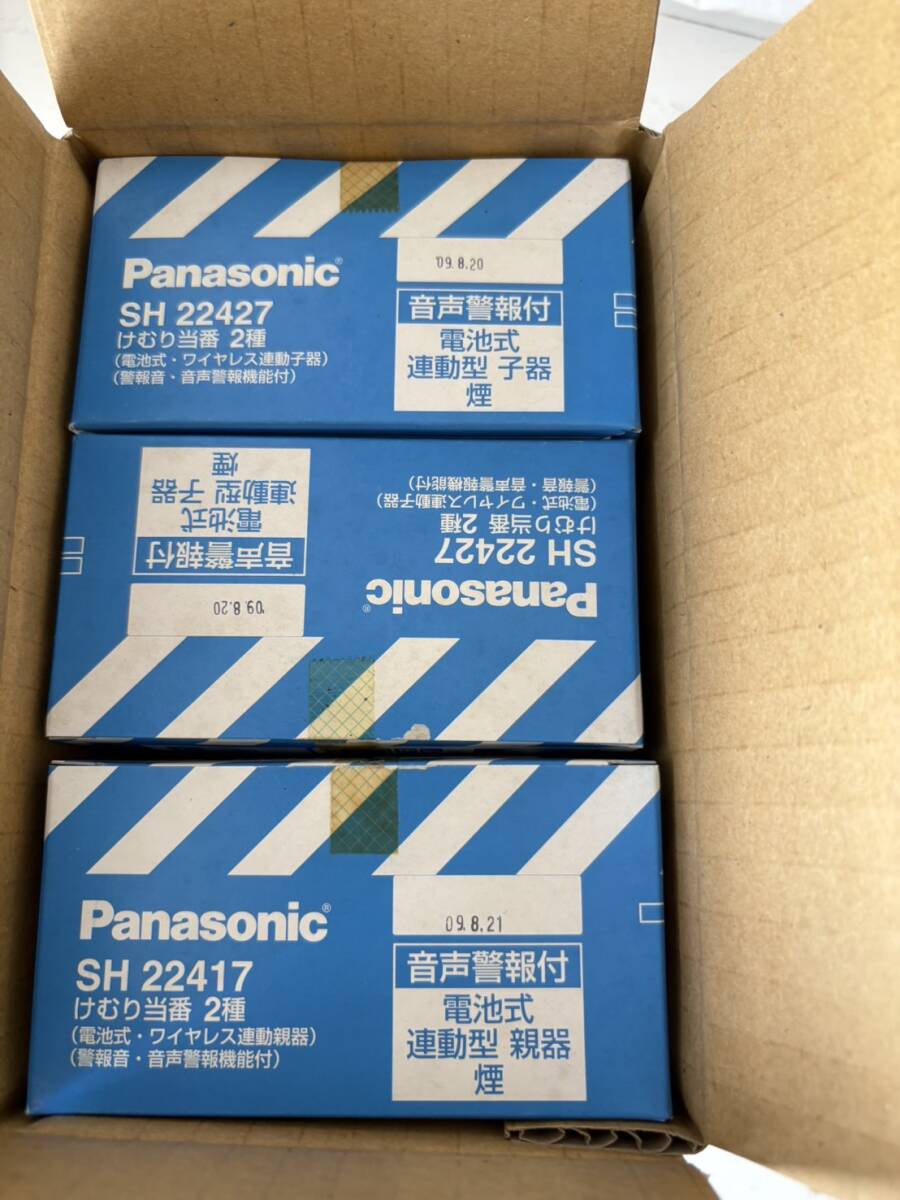 Panasonic®
SH 22427
けむり当番 2種
(電池式・ワイヤレス連動子器)
(警報音・音声警報機能付)
'09.8.20
音声警報付
電池式
連動型 子器
煙
Panasonic®
SH 22427
けむり当番 2種
(電池式・ワイヤレス連動子器)
(警報音・音声警報機能付)
'09.8.20
音声警報付
電池式
連動型 子器
煙
Panasonic®
SH 22417
けむり当番 2種
(電池式・ワイヤレス連動親器)
(警報音・音声警報機能付)
09.8.21
音声警報付
電池式
連動型 親器
煙